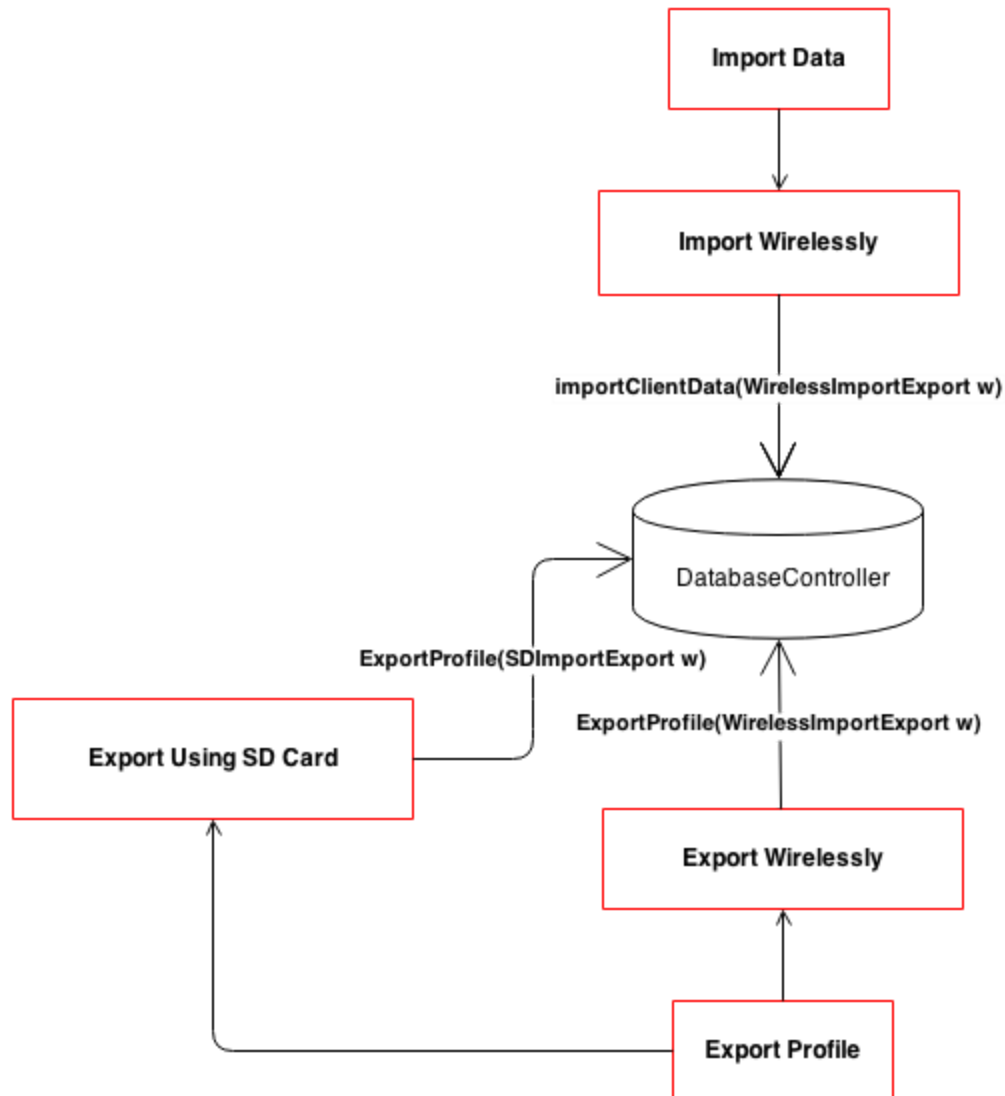 Import Data
Import Wirelessly
importClientData(WirelessImportExport w)
DatabaseController
ExportProfile(SDImportExport w)
ExportProfile(WirelessImportExport w)
Export Using SD Card
Export Wirelessly
Export Profile